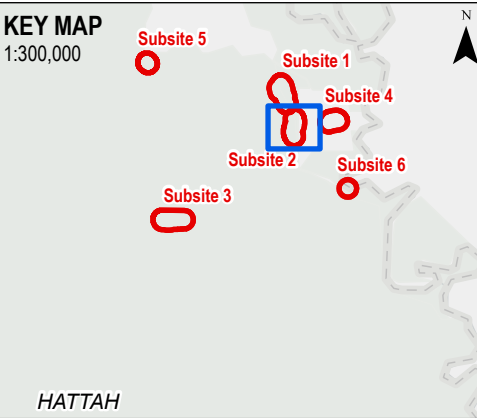 KEY MAP
1:300,000
N
Subsite 5
Subsite 1
Subsite 4
Subsite 2
Subsite 6
Subsite 3
HATTAH